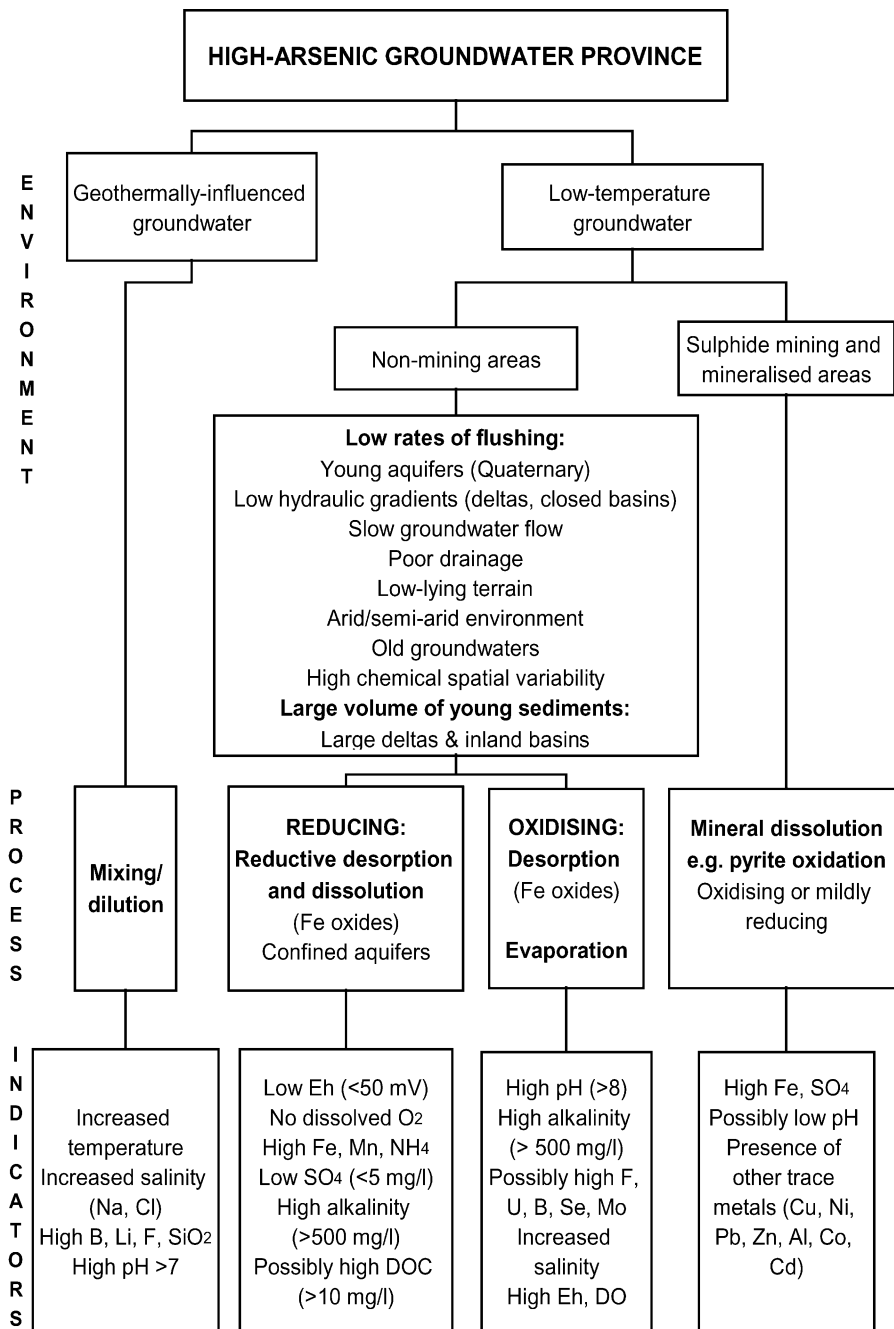 HIGH-ARSENIC GROUNDWATER PROVINCE
ENVIRONMENT
Geothermally-influenced
groundwater
Low-temperature
groundwater
Non-mining areas
Sulphide mining and
mineralised areas
Low rates of flushing:
Young aquifers (Quaternary)
Low hydraulic gradients (deltas, closed basins)
Slow groundwater flow
Poor drainage
Low-lying terrain
Arid/semi-arid environment
Old groundwaters
High chemical spatial variability
Large volume of young sediments:
Large deltas & inland basins
PROCESS
Mixing/
dilution
REDUCING:
Reductive desorption
and dissolution
(Fe oxides)
Confined aquifers
OXIDISING:
Desorption
(Fe oxides)
Evaporation
Mineral dissolution
e.g. pyrite oxidation
Oxidising or mildly
reducing
INDICATORS
Increased
temperature
Increased salinity
(Na, Cl)
High B, Li, F, SiO2
High pH >7
Low Eh (<50 mV)
No dissolved O2
High Fe, Mn, NH4
Low SO4 (<5 mg/l)
High alkalinity
(>500 mg/l)
Possibly high DOC
(>10 mg/l)
High pH (>8)
High alkalinity
(> 500 mg/l)
Possibly high F,
U, B, Se, Mo
Increased
salinity
High Eh, DO
High Fe, SO4
Possibly low pH
Presence of
other trace
metals (Cu, Ni,
Pb, Zn, Al, Co,
Cd)